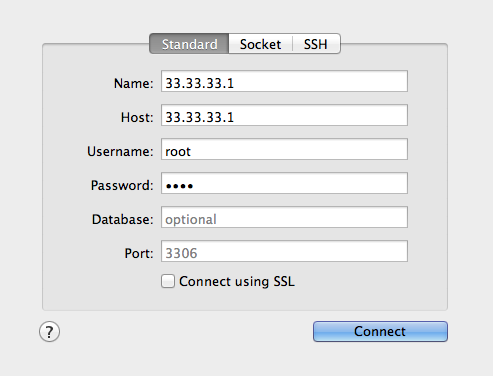 Standard Socket SSH
Name: 33.33.33.1
Host: 33.33.33.1
Username: root
Password: ••••
Database: optional
Port: 3306
Connect using SSL
? Connect